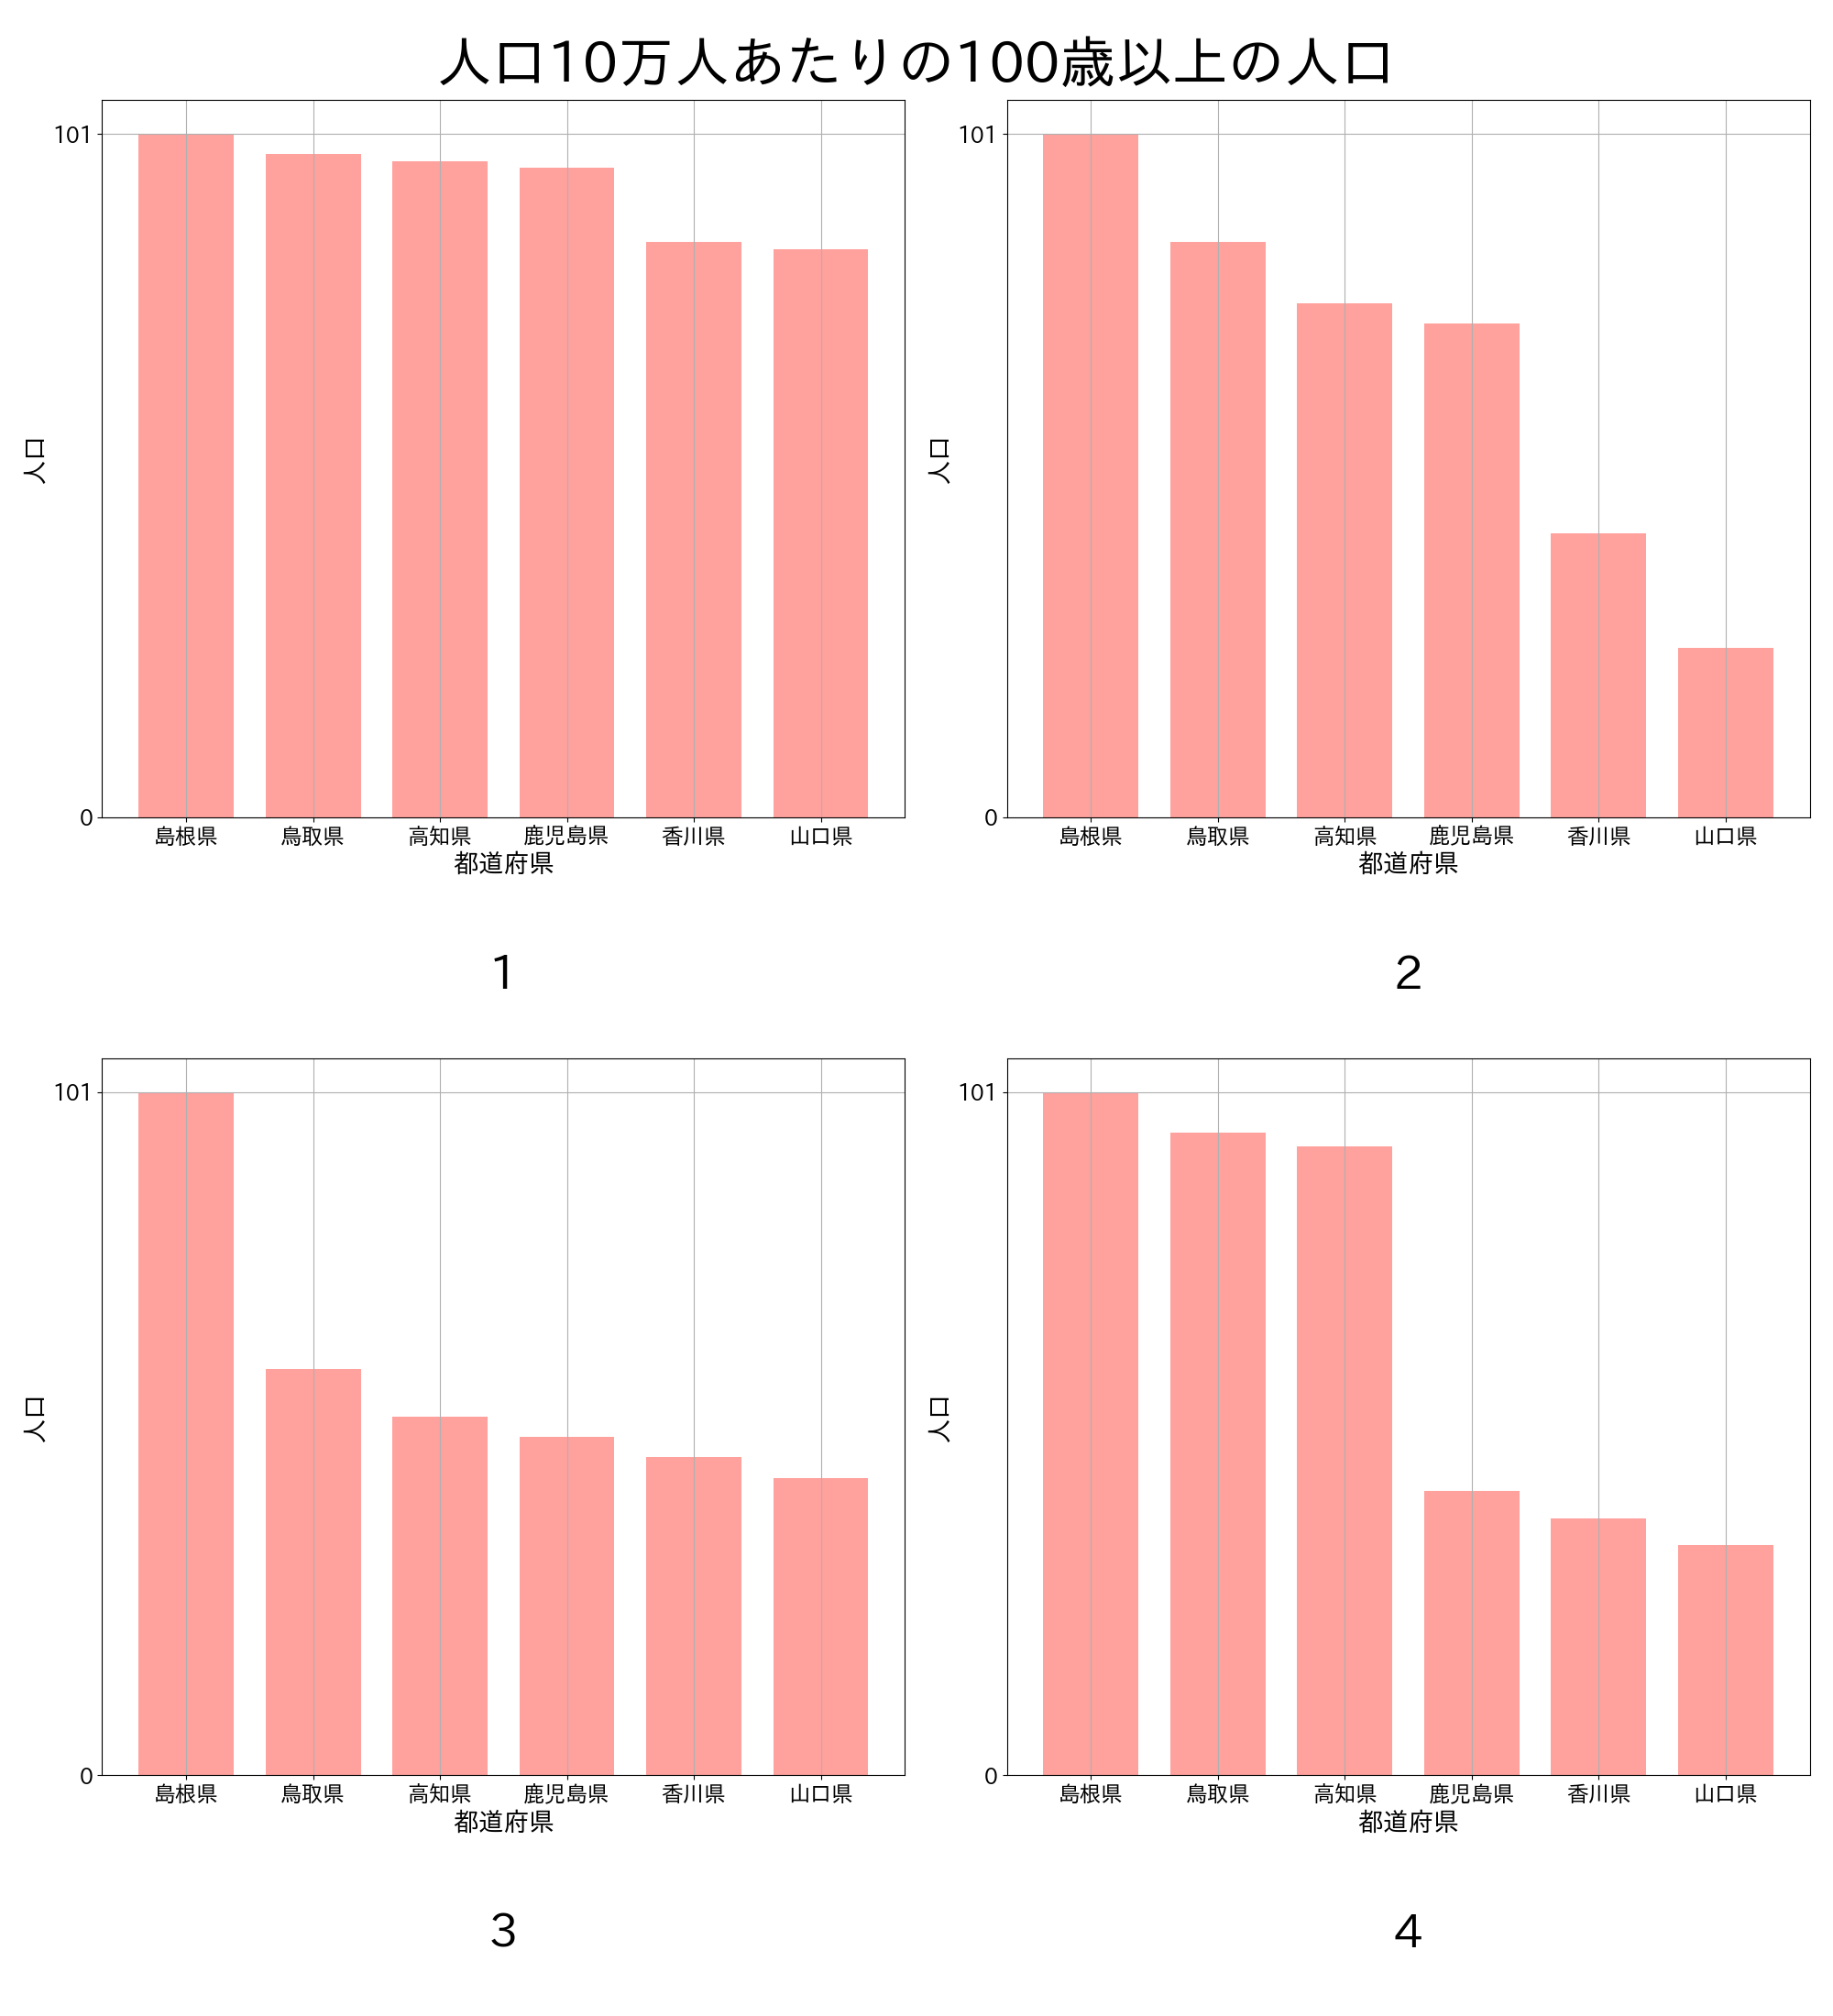 人口10万人あたりの100歳以上の人口
101
0
人口
島根県 鳥取県 高知県 鹿児島県 香川県 山口県
都道府県
1
101
0
人口
島根県 鳥取県 高知県 鹿児島県 香川県 山口県
都道府県
2
101
0
人口
島根県 鳥取県 高知県 鹿児島県 香川県 山口県
都道府県
3
101
0
人口
島根県 鳥取県 高知県 鹿児島県 香川県 山口県
都道府県
4